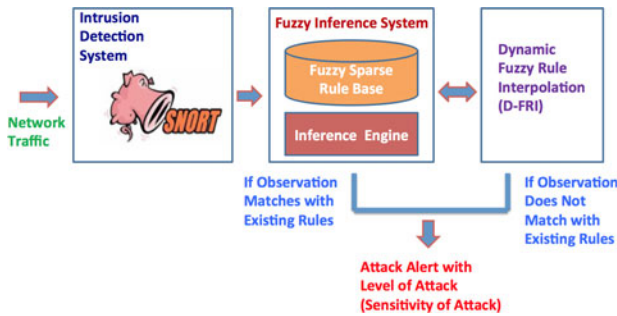 Intrusion
Detection
System
SNORT
Network
Traffic
Fuzzy Inference System
Fuzzy Sparse
Rule Base
Inference Engine
Dynamic
Fuzzy Rule
Interpolation
(D-FRI)
If Observation
Matches with
Existing Rules
If Observation
Does Not
Match with
Existing Rules
Attack Alert with
Level of Attack
(Sensitivity of Attack)